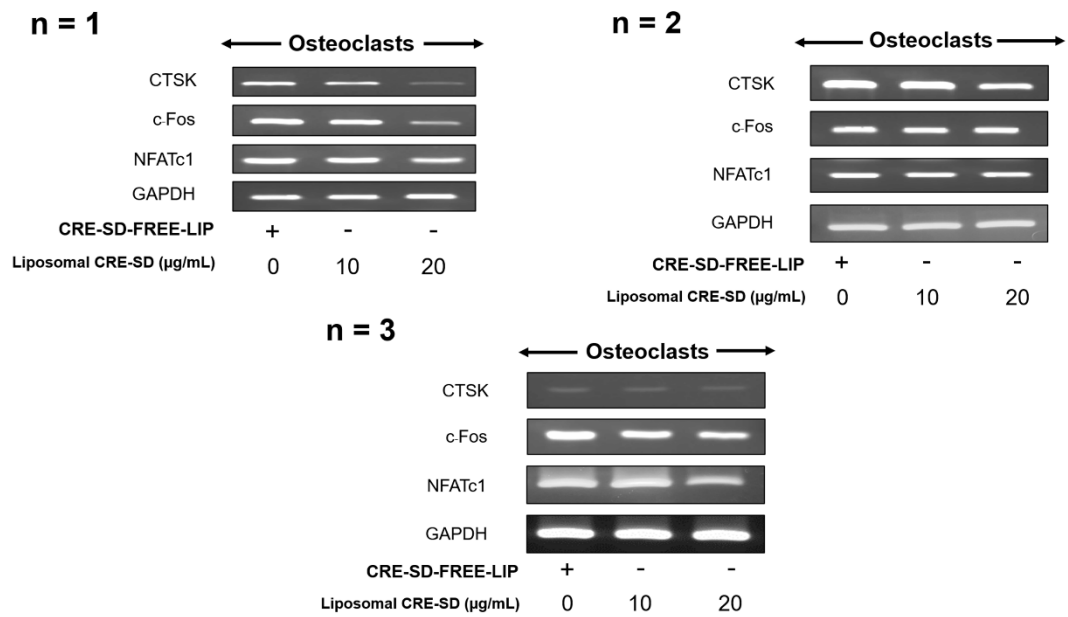 n = 1
Osteoclasts
CTSK
c-Fos
NFATc1
GAPDH
CRE-SD-FREE-LIP + - -
Liposomal CRE-SD (µg/mL) 0 10 20
n = 2
Osteoclasts
CTSK
c-Fos
NFATc1
GAPDH
CRE-SD-FREE-LIP + - -
Liposomal CRE-SD (µg/mL) 0 10 20
n = 3
Osteoclasts
CTSK
c-Fos
NFATc1
GAPDH
CRE-SD-FREE-LIP + - -
Liposomal CRE-SD (µg/mL) 0 10 20